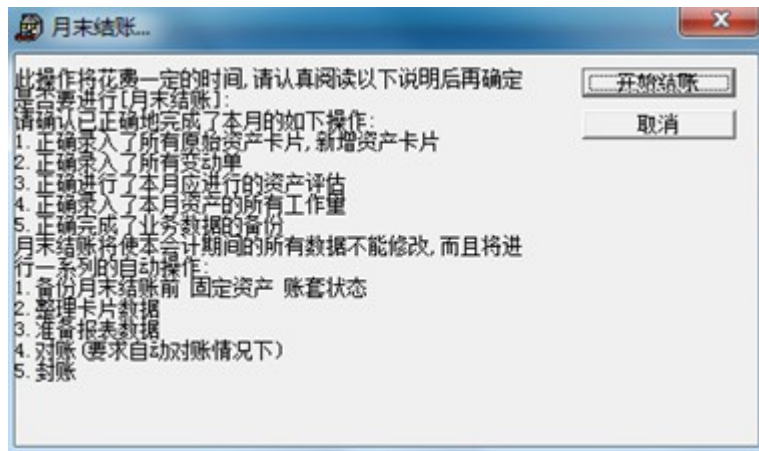 月末结账...
此操作将花费一定的时间,请认真阅读以下说明后再确定
是否要进行[月末结账]:
请确认已正确地完成了本月的如下操作:
1.正确录入了所有原始资产卡片,新增资产卡片
2.正确录入了所有变动单
3.正确进行了本月应进行的资产评估
4.正确录入了本月资产的所有工作量
5.正确完成了业务数据的备份
月末结账将使本会计期间的所有数据不能修改,而且将进
行一系列的自动操作:
1.备份月末结账前 固定资产 账套状态
2.整理卡片数据
3.准备报表数据
4.对账(要求自动对账情况下)
5.封账
开始结账
取消